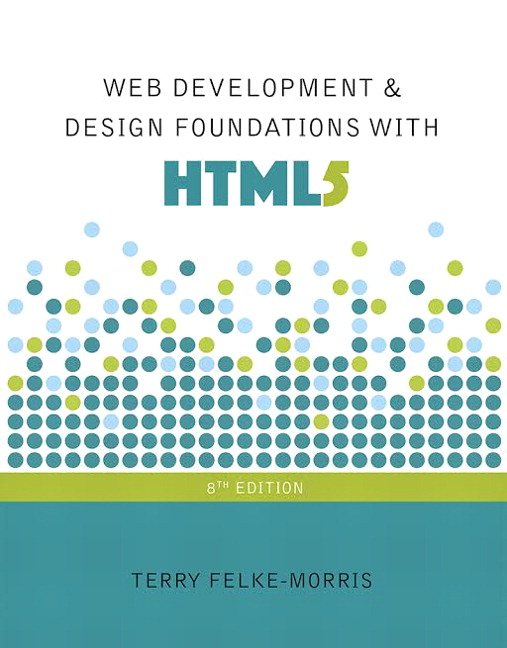 WEB DEVELOPMENT &
DESIGN FOUNDATIONS WITH
HTML5
8TH EDITION
TERRY FELKE-MORRIS